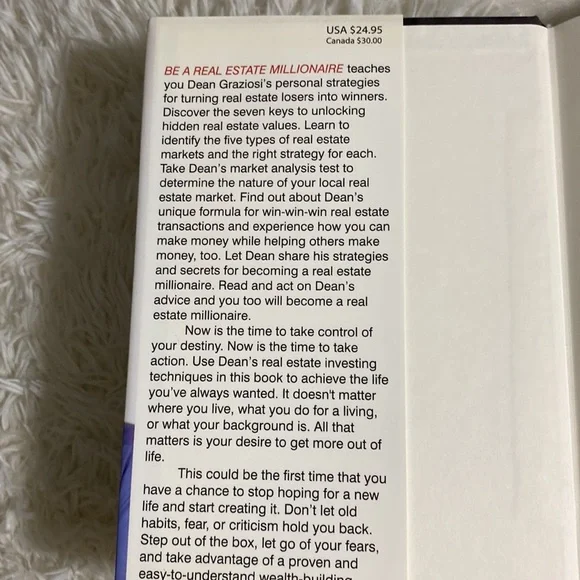 USA $24.95
Canada $30.00
BE A REAL ESTATE MILLIONAIRE teaches
you Dean Graziosi's personal strategies
for turning real estate losers into winners.
Discover the seven keys to unlocking
hidden real estate values. Learn to
identify the five types of real estate
markets and the right strategy for each.
Take Dean's market analysis test to
determine the nature of your local real
estate market. Find out about Dean's
unique formula for win-win-win real estate
transactions and experience how you can
make money while helping others make
money, too. Let Dean share his strategies
and secrets for becoming a real estate
millionaire. Read and act on Dean's
advice and you too will become a real
estate millionaire.
Now is the time to take control of
your destiny. Now is the time to take
action. Use Dean's real estate investing
techniques in this book to achieve the life
you've always wanted. It doesn't matter
where you live, what you do for a living,
or what your background is. All that
matters is your desire to get more out of
life.
This could be the first time that you
have a chance to stop hoping for a new
life and start creating it. Don't let old
habits, fear, or criticism hold you back.
Step out of the box, let go of your fears,
and take advantage of a proven and
easy-to-understand wealth-building